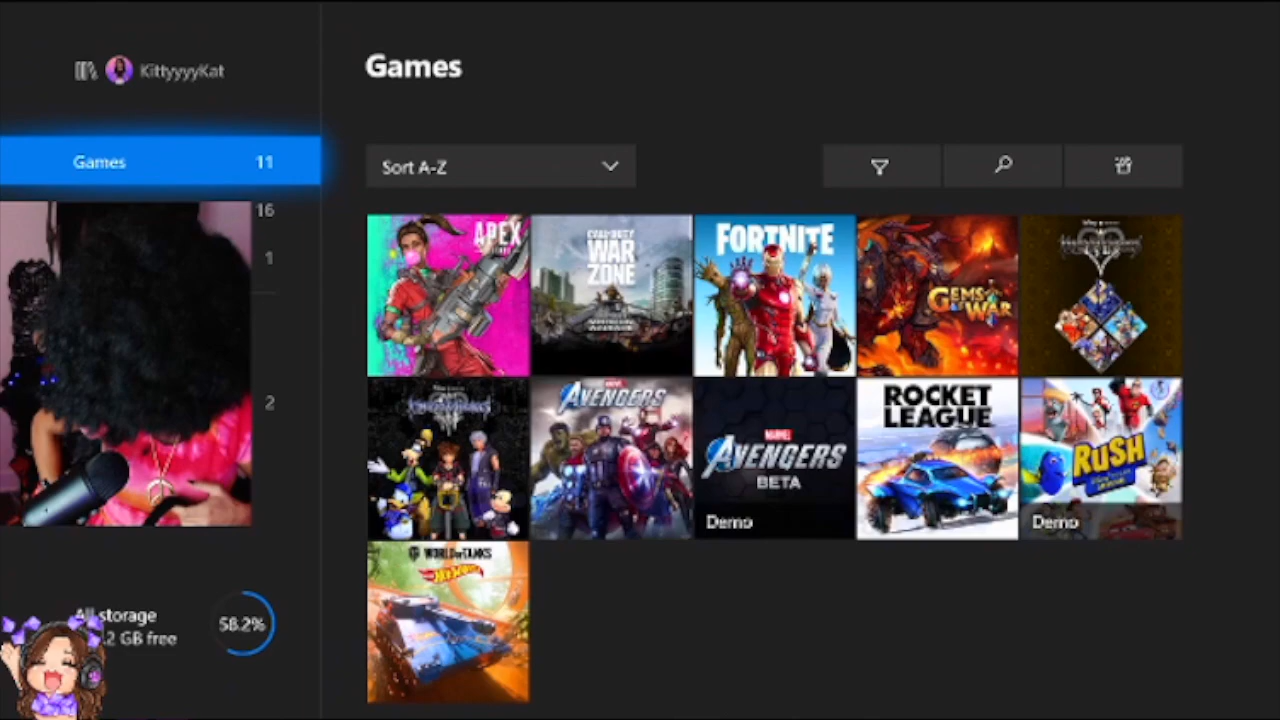 KittyyyyKat
Games
Games 11
16
1
2
Sort A-Z
APEX
CALL OF DUTY
WAR
ZONE
FORTNITE
GEMS OF
WAR
MARVEL
AVENGERS
MARVEL
AVENGERS
BETA
Demo
ROCKET
LEAGUE
RUSH
Demo
WORLD OF TANKS
HOT WHEELS
All storage
.2 GB free
58.2%